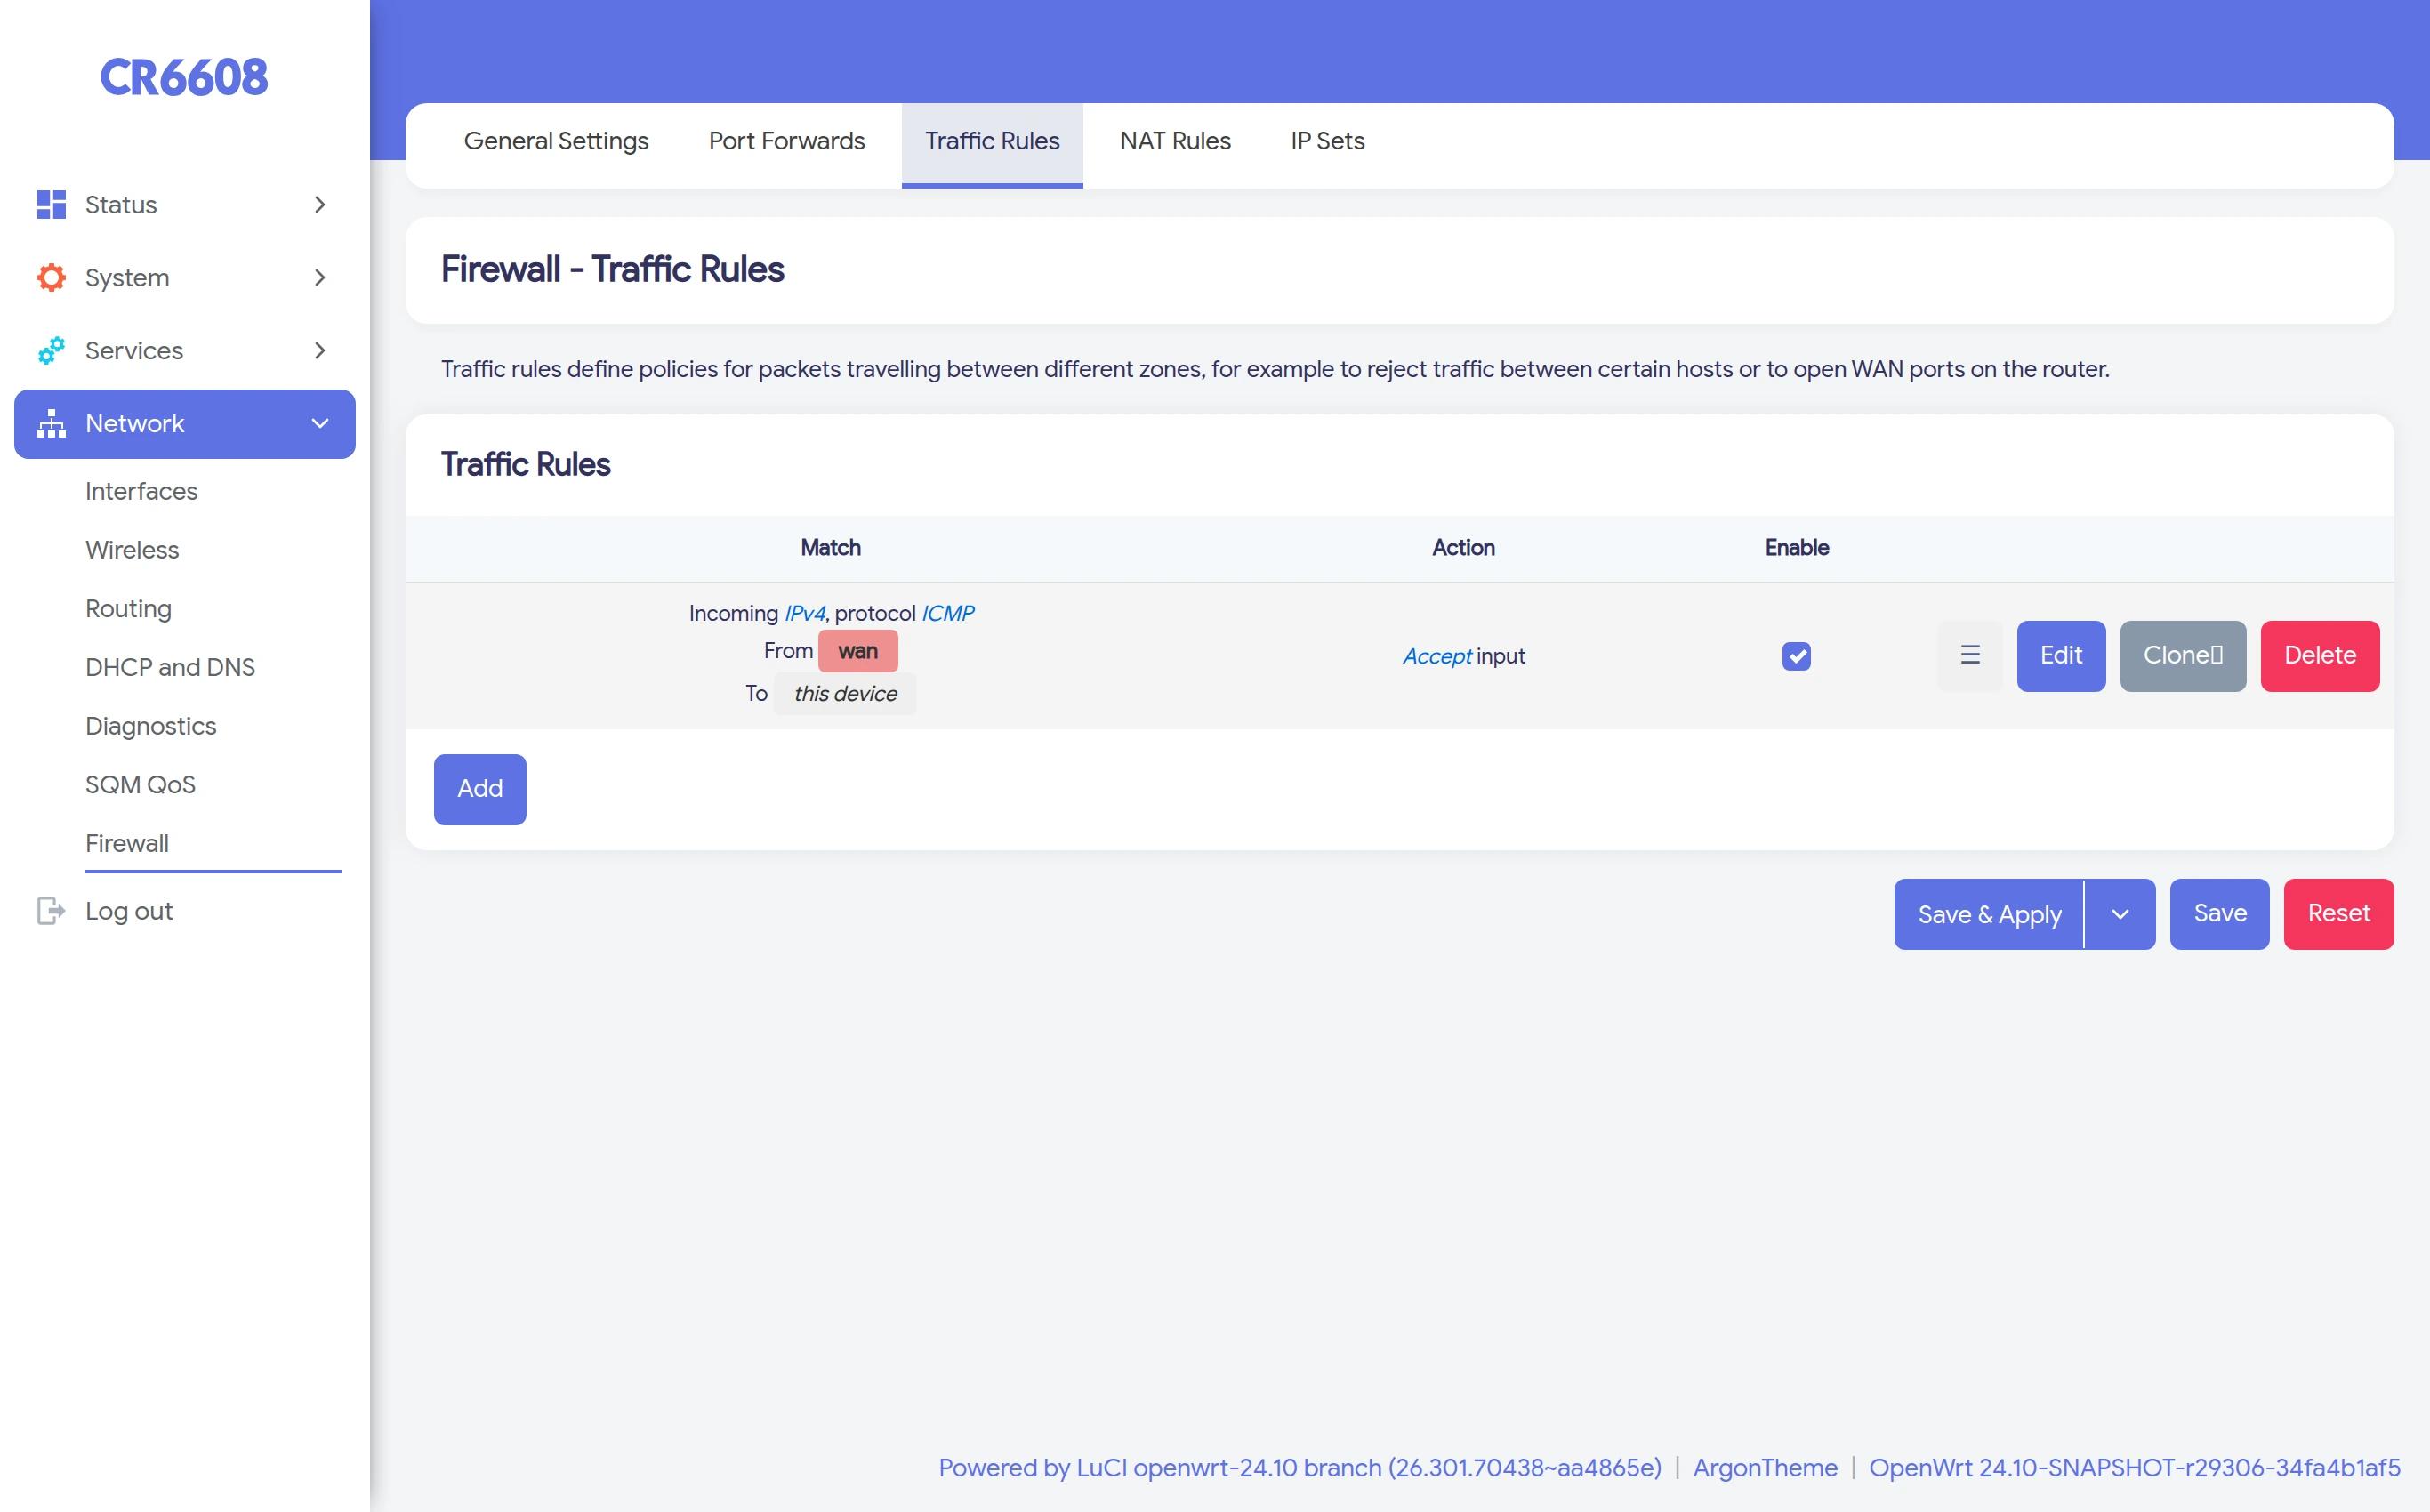 CR6608
Status
System
Services
Network
Interfaces
Wireless
Routing
DHCP and DNS
Diagnostics
SQM QoS
Firewall
Log out
General Settings
Port Forwards
Traffic Rules
NAT Rules
IP Sets
Firewall - Traffic Rules
Traffic rules define policies for packets travelling between different zones, for example to reject traffic between certain hosts or to open WAN ports on the router.
Traffic Rules
Match Action Enable
Incoming IPv4, protocol ICMP
From wan
To this device
Accept input
☰ Edit Clone Delete
Add
Save & Apply Save Reset
Powered by LuCI openwrt-24.10 branch (26.301.70438~aa4865e) | ArgonTheme | OpenWrt 24.10-SNAPSHOT-r29306-34fa4b1af5